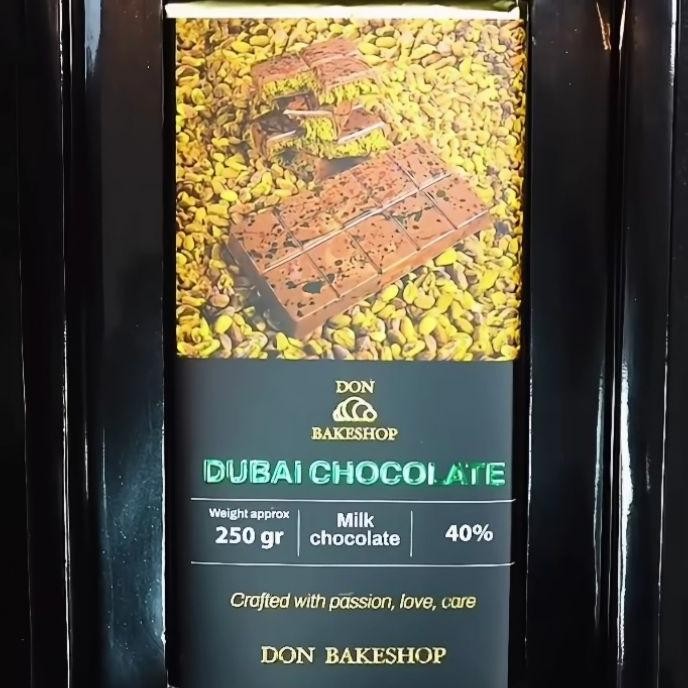 DON
BAKESHOP
DUBAI CHOCOLATE
Weight approx
250 gr
Milk
chocolate
40%
Crafted with passion, love, care
DON BAKESHOP